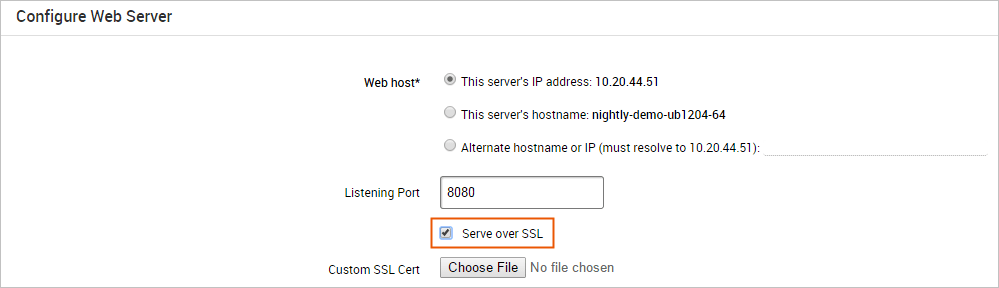 Configure Web Server
Web host* This server's IP address: 10.20.44.51
This server's hostname: nightly-demo-ub1204-64
Alternate hostname or IP (must resolve to 10.20.44.51):
Listening Port 8080
Serve over SSL
Custom SSL Cert Choose File No file chosen